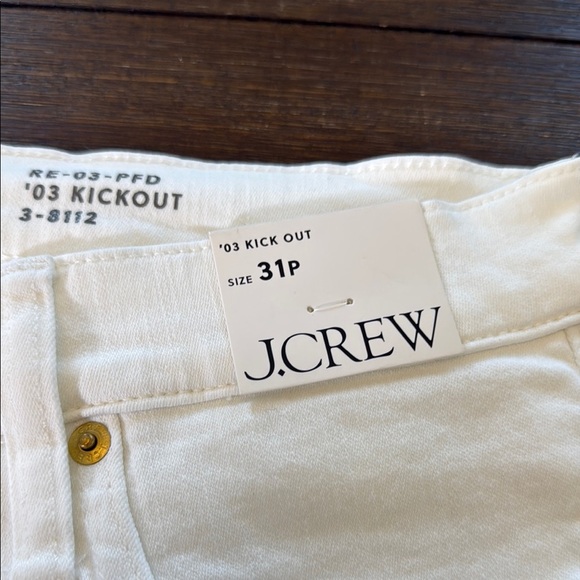 RE-03-PFD
'03 KICKOUT
3-8112
'03 KICK OUT
SIZE 31P
J.CREW